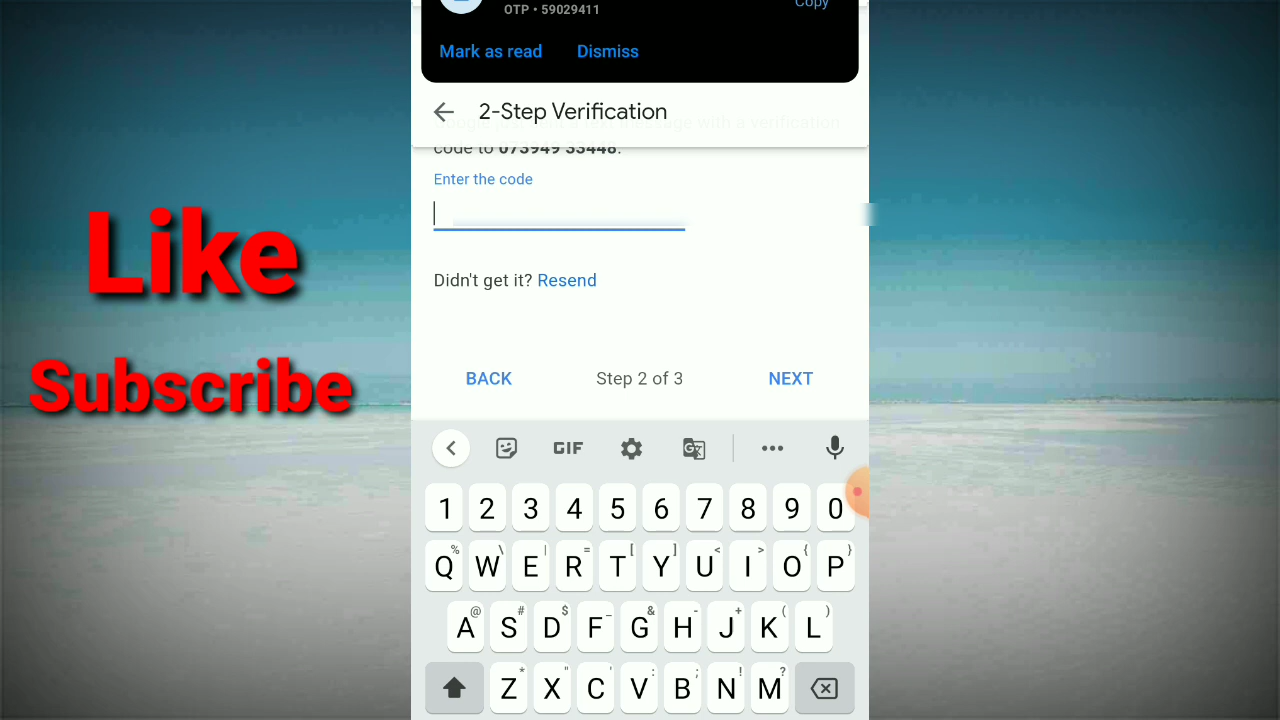 OTP • 59029411
Copy
Mark as read Dismiss
2-Step Verification
code to 073949 33448.
Enter the code
Didn't get it? Resend
BACK Step 2 of 3 NEXT
Like
Subscribe
GIF
1 2 3 4 5 6 7 8 9 0
% \ | = [ ] < > { }
Q W E R T Y U I O P
@ # $ _ & - + ( )
A S D F G H J K L
* " ' : ; ! ?
Z X C V B N M